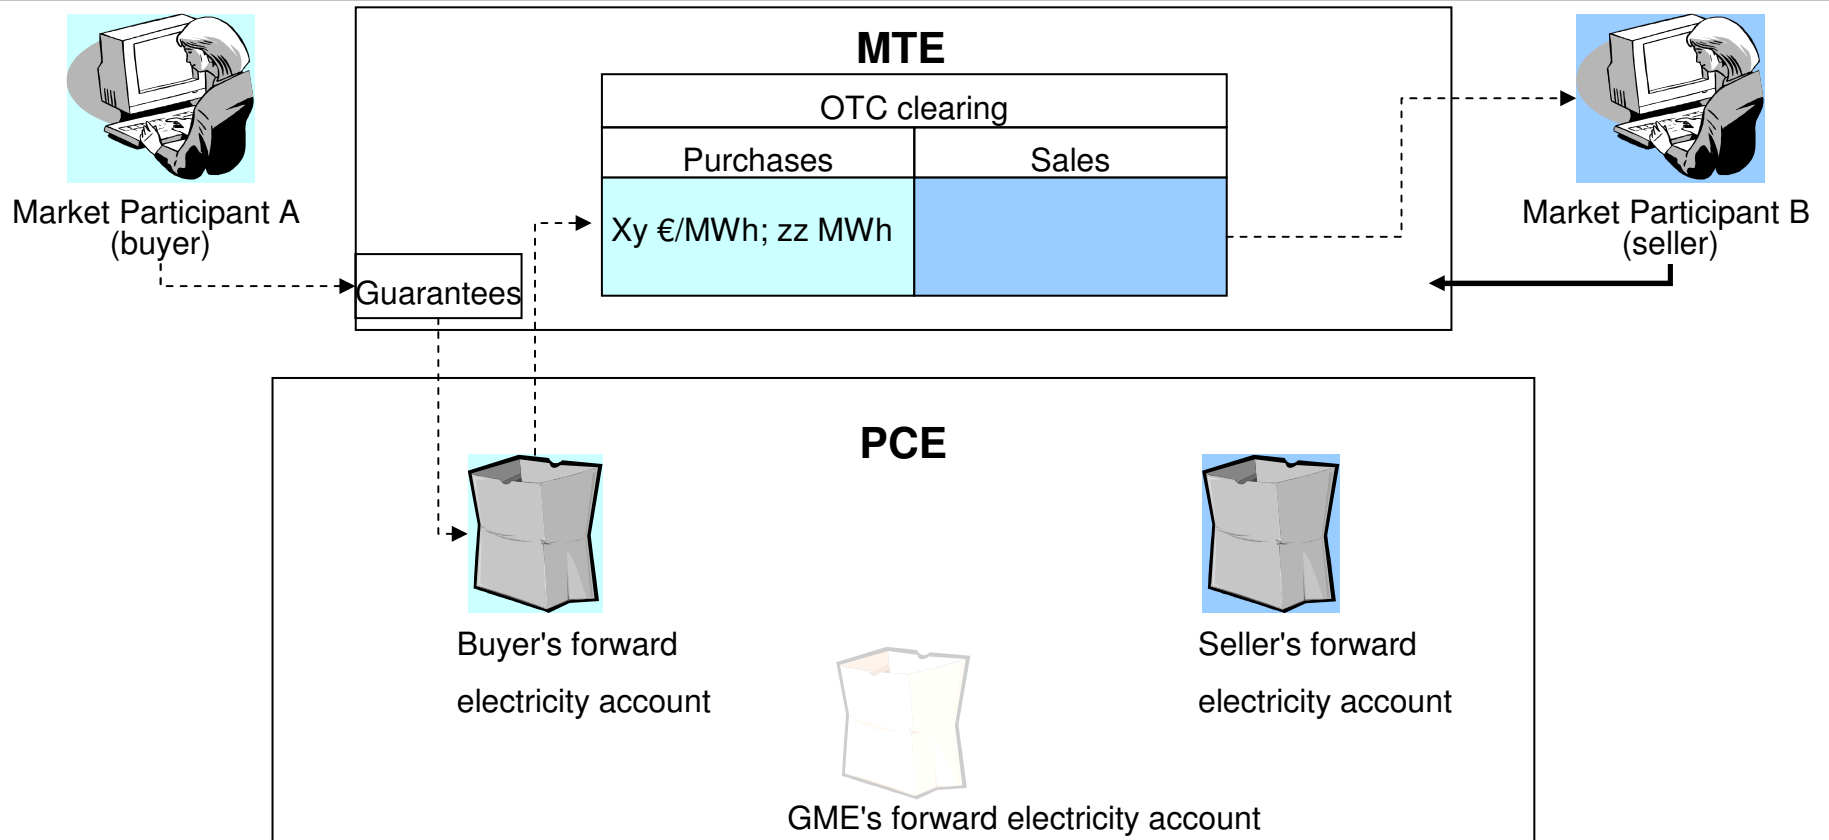 MTE
OTC clearing
Purchases
Sales
Xy €/MWh; zz MWh
Market Participant A
(buyer)
Market Participant B
(seller)
Guarantees
PCE
Buyer's forward
electricity account
Seller's forward
electricity account
GME's forward electricity account